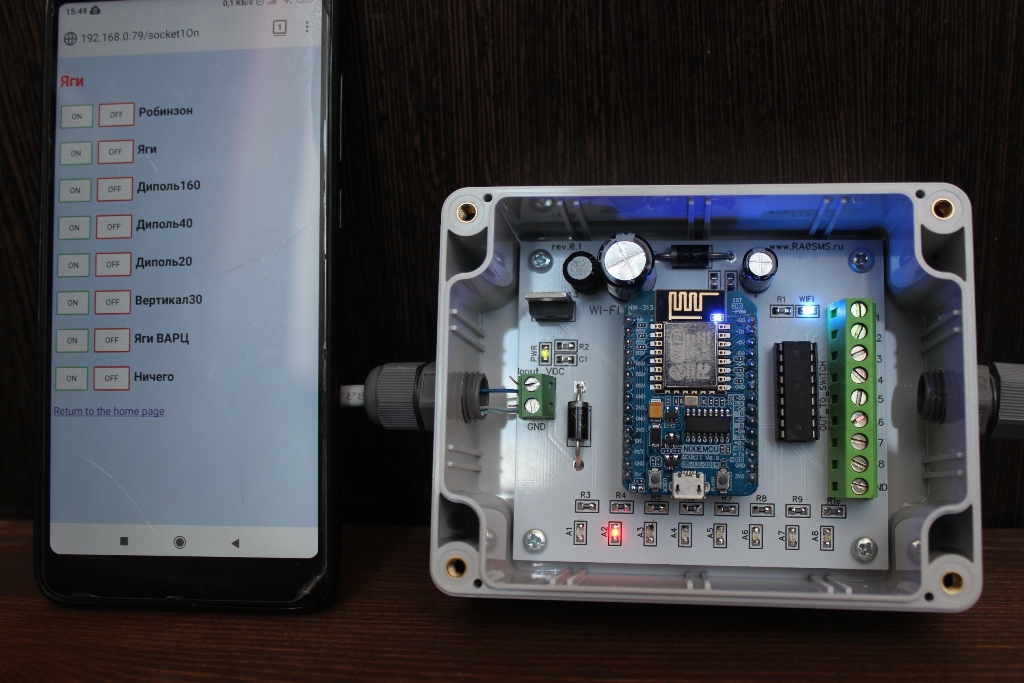 15:49
0,1 КБ/с
192.168.0.79/socket1On
1
Яги
ON OFF Робинзон
ON OFF Яги
ON OFF Диполь160
ON OFF Диполь40
ON OFF Диполь20
ON OFF Вертикал30
ON OFF Яги ВАРЦ
ON OFF Ничего
Return to the home page
rev.0.1
www.RA0SMS.ru
WI-FI
HW-313
R1
WIFI
PWR
R2
C1
Input VDC
GND
OUT TO SWITCH
1
2
3
4
5
6
7
8
NODEMCU
R3 R4 R7 R8 R9
A1 A2 A3 A4 A5 A6 A7 A8